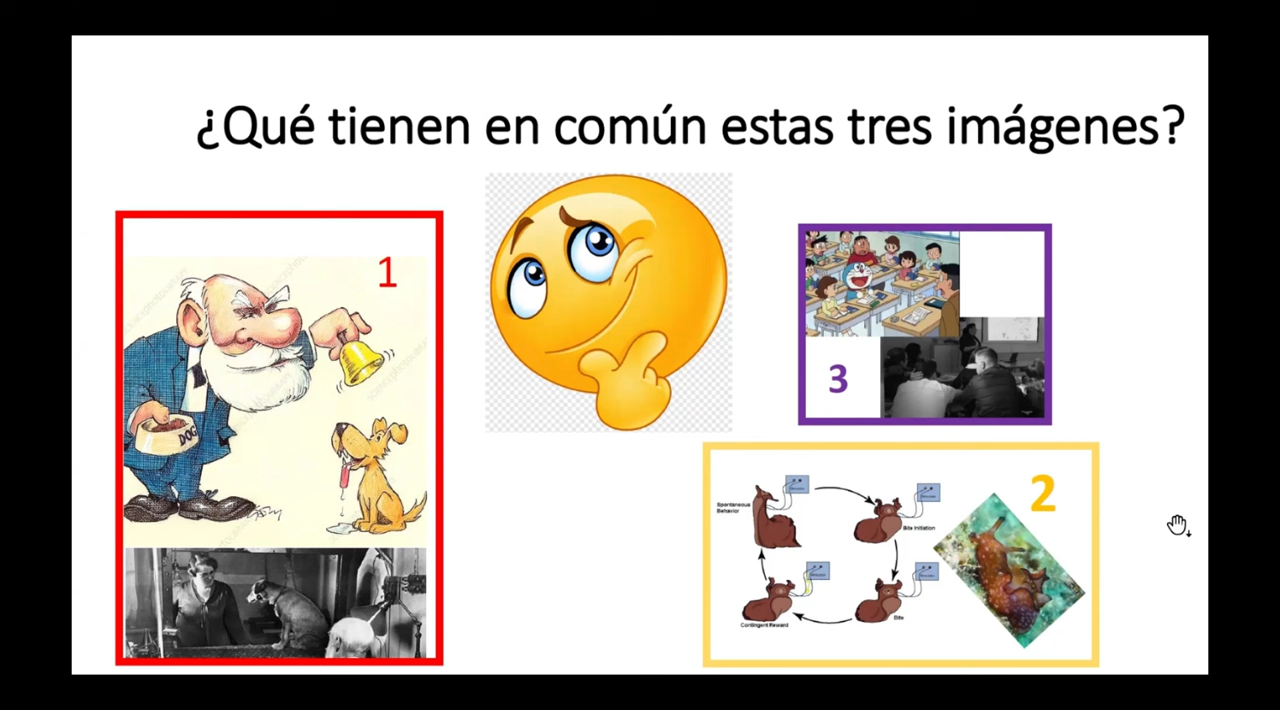 ¿Qué tienen en común estas tres imágenes?
1
DOG
3
2
Spontaneous
Behavior
Bite Initiation
Bite
Contingent Reward